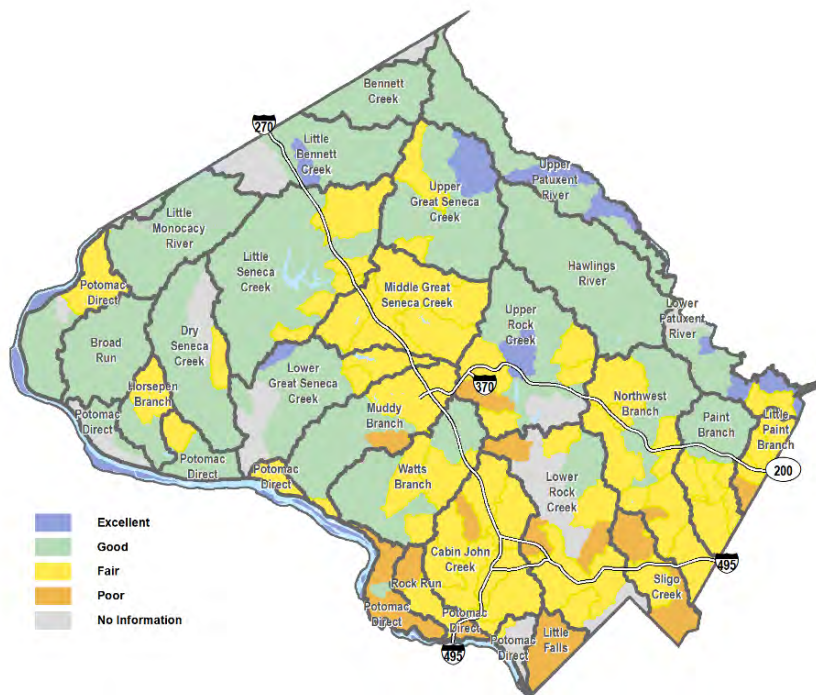 Bennett
Creek
270
Little
Bennett
Creek
Upper
Great Seneca
Creek
Upper
Patuxent
River
Little
Monocacy
River
Little
Seneca
Creek
Hawlings
River
Potomac
Direct
Middle Great
Seneca Creek
Upper
Rock
Creek
Lower
Patuxent
River
Broad
Run
Dry
Seneca
Creek
Lower
Great Seneca
Creek
370
Horsepen
Branch
Northwest
Branch
Muddy
Branch
Paint
Branch
Little
Paint
Branch
Potomac
Direct
Potomac
Direct
Potomac
Direct
Watts
Branch
Lower
Rock
Creek
200
Cabin John
Creek
495
Rock Run
Sligo
Creek
Potomac
Direct
Potomac
Direct
495
Potomac
Direct
Little
Falls
Excellent
Good
Fair
Poor
No Information